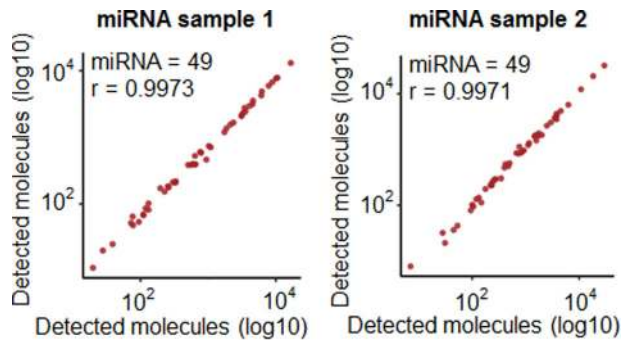 miRNA sample 1
Detected molecules (log10)
10⁴
10²
miRNA = 49
r = 0.9973
10² 10⁴
Detected molecules (log10)
miRNA sample 2
Detected molecules (log10)
10⁴
10²
miRNA = 49
r = 0.9971
10² 10⁴
Detected molecules (log10)